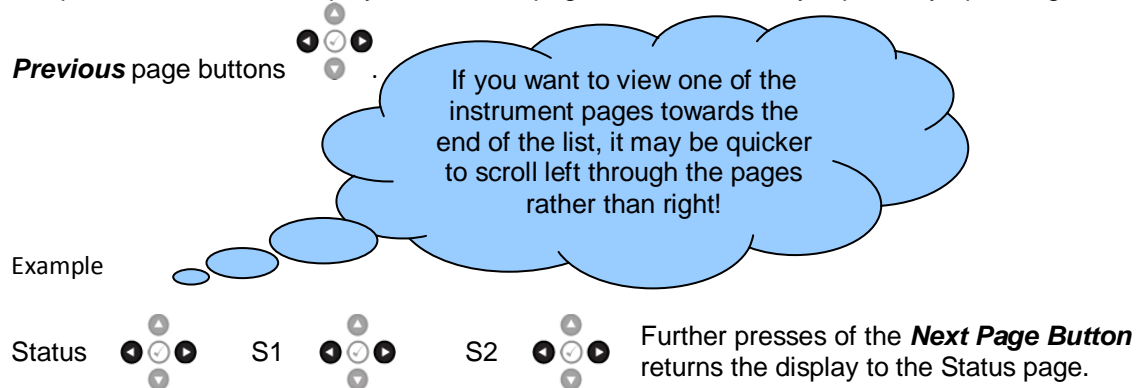 Previous page buttons .
If you want to view one of the
instrument pages towards the
end of the list, it may be quicker
to scroll left through the pages
rather than right!
Example
Status S1 S2 Further presses of the Next Page Button
returns the display to the Status page.